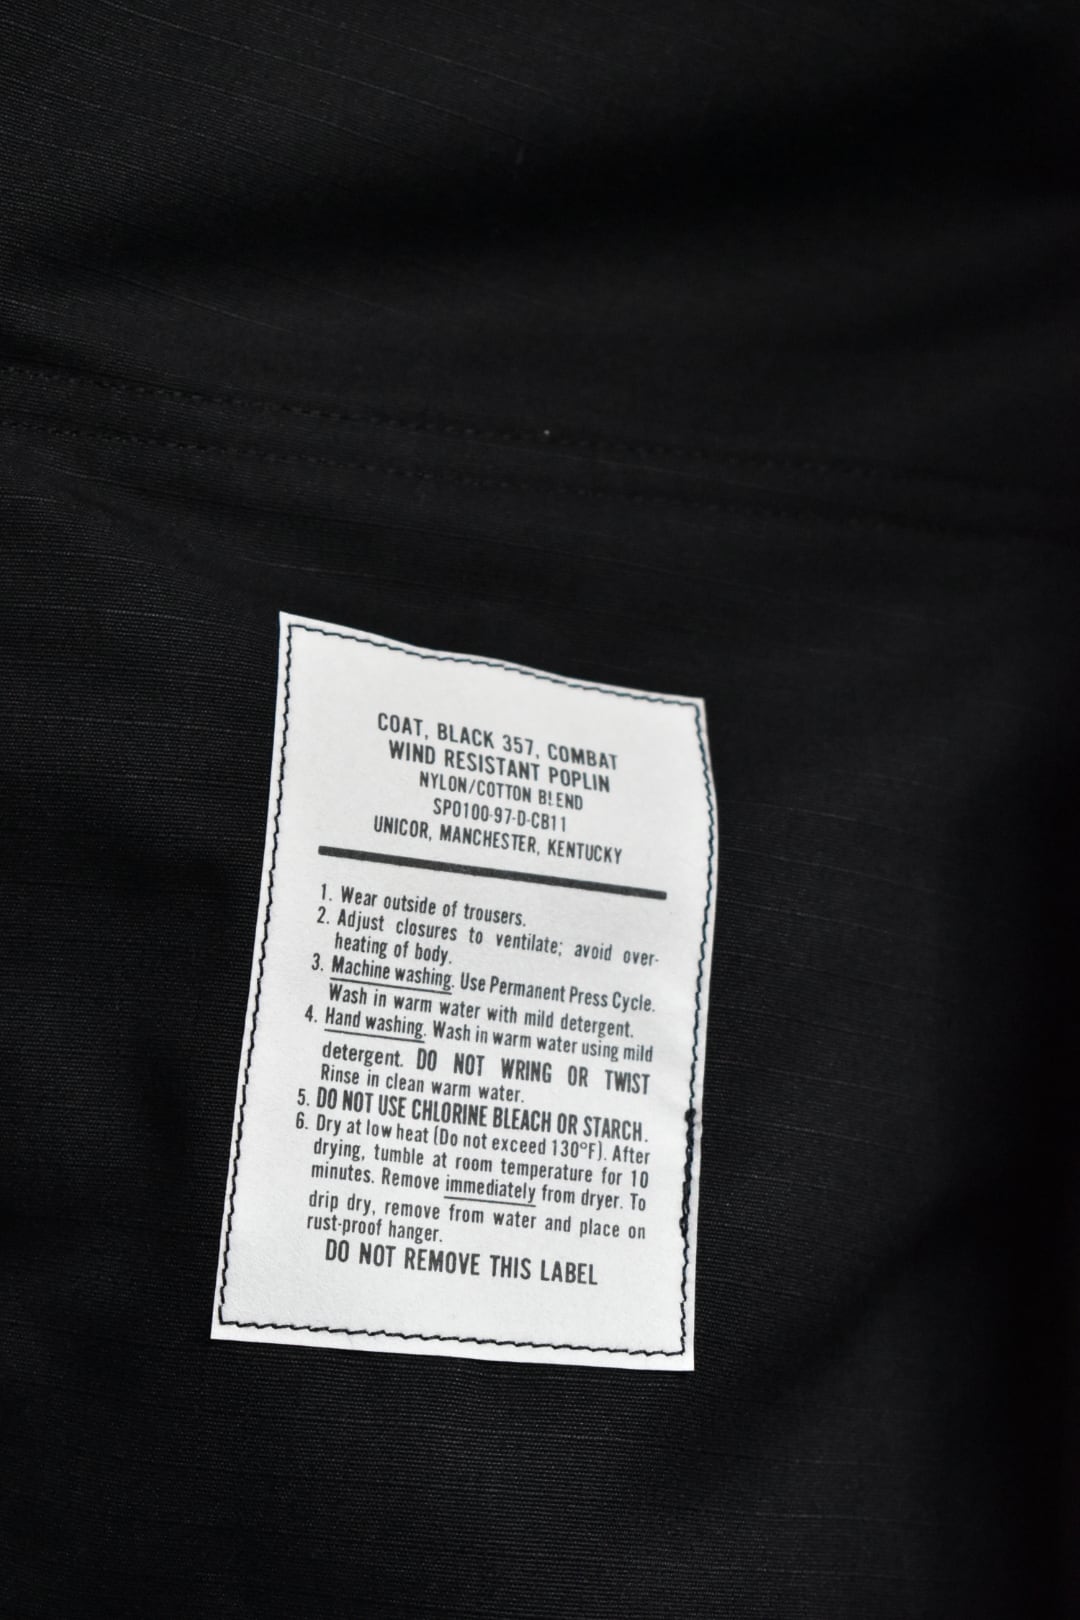 COAT, BLACK 357, COMBAT
WIND RESISTANT POPLIN
NYLON/COTTON BLEND
SPO100-97-D-CB11
UNICOR, MANCHESTER, KENTUCKY
1. Wear outside of trousers.
2. Adjust closures to ventilate; avoid over-
heating of body.
3. Machine washing. Use Permanent Press Cycle.
Wash in warm water with mild detergent.
4. Hand washing. Wash in warm water using mild
detergent. DO NOT WRING OR TWIST
Rinse in clean warm water.
5. DO NOT USE CHLORINE BLEACH OR STARCH.
6. Dry at low heat (Do not exceed 130°F). After
drying, tumble at room temperature for 10
minutes. Remove immediately from dryer. To
drip dry, remove from water and place on
rust-proof hanger.
DO NOT REMOVE THIS LABEL